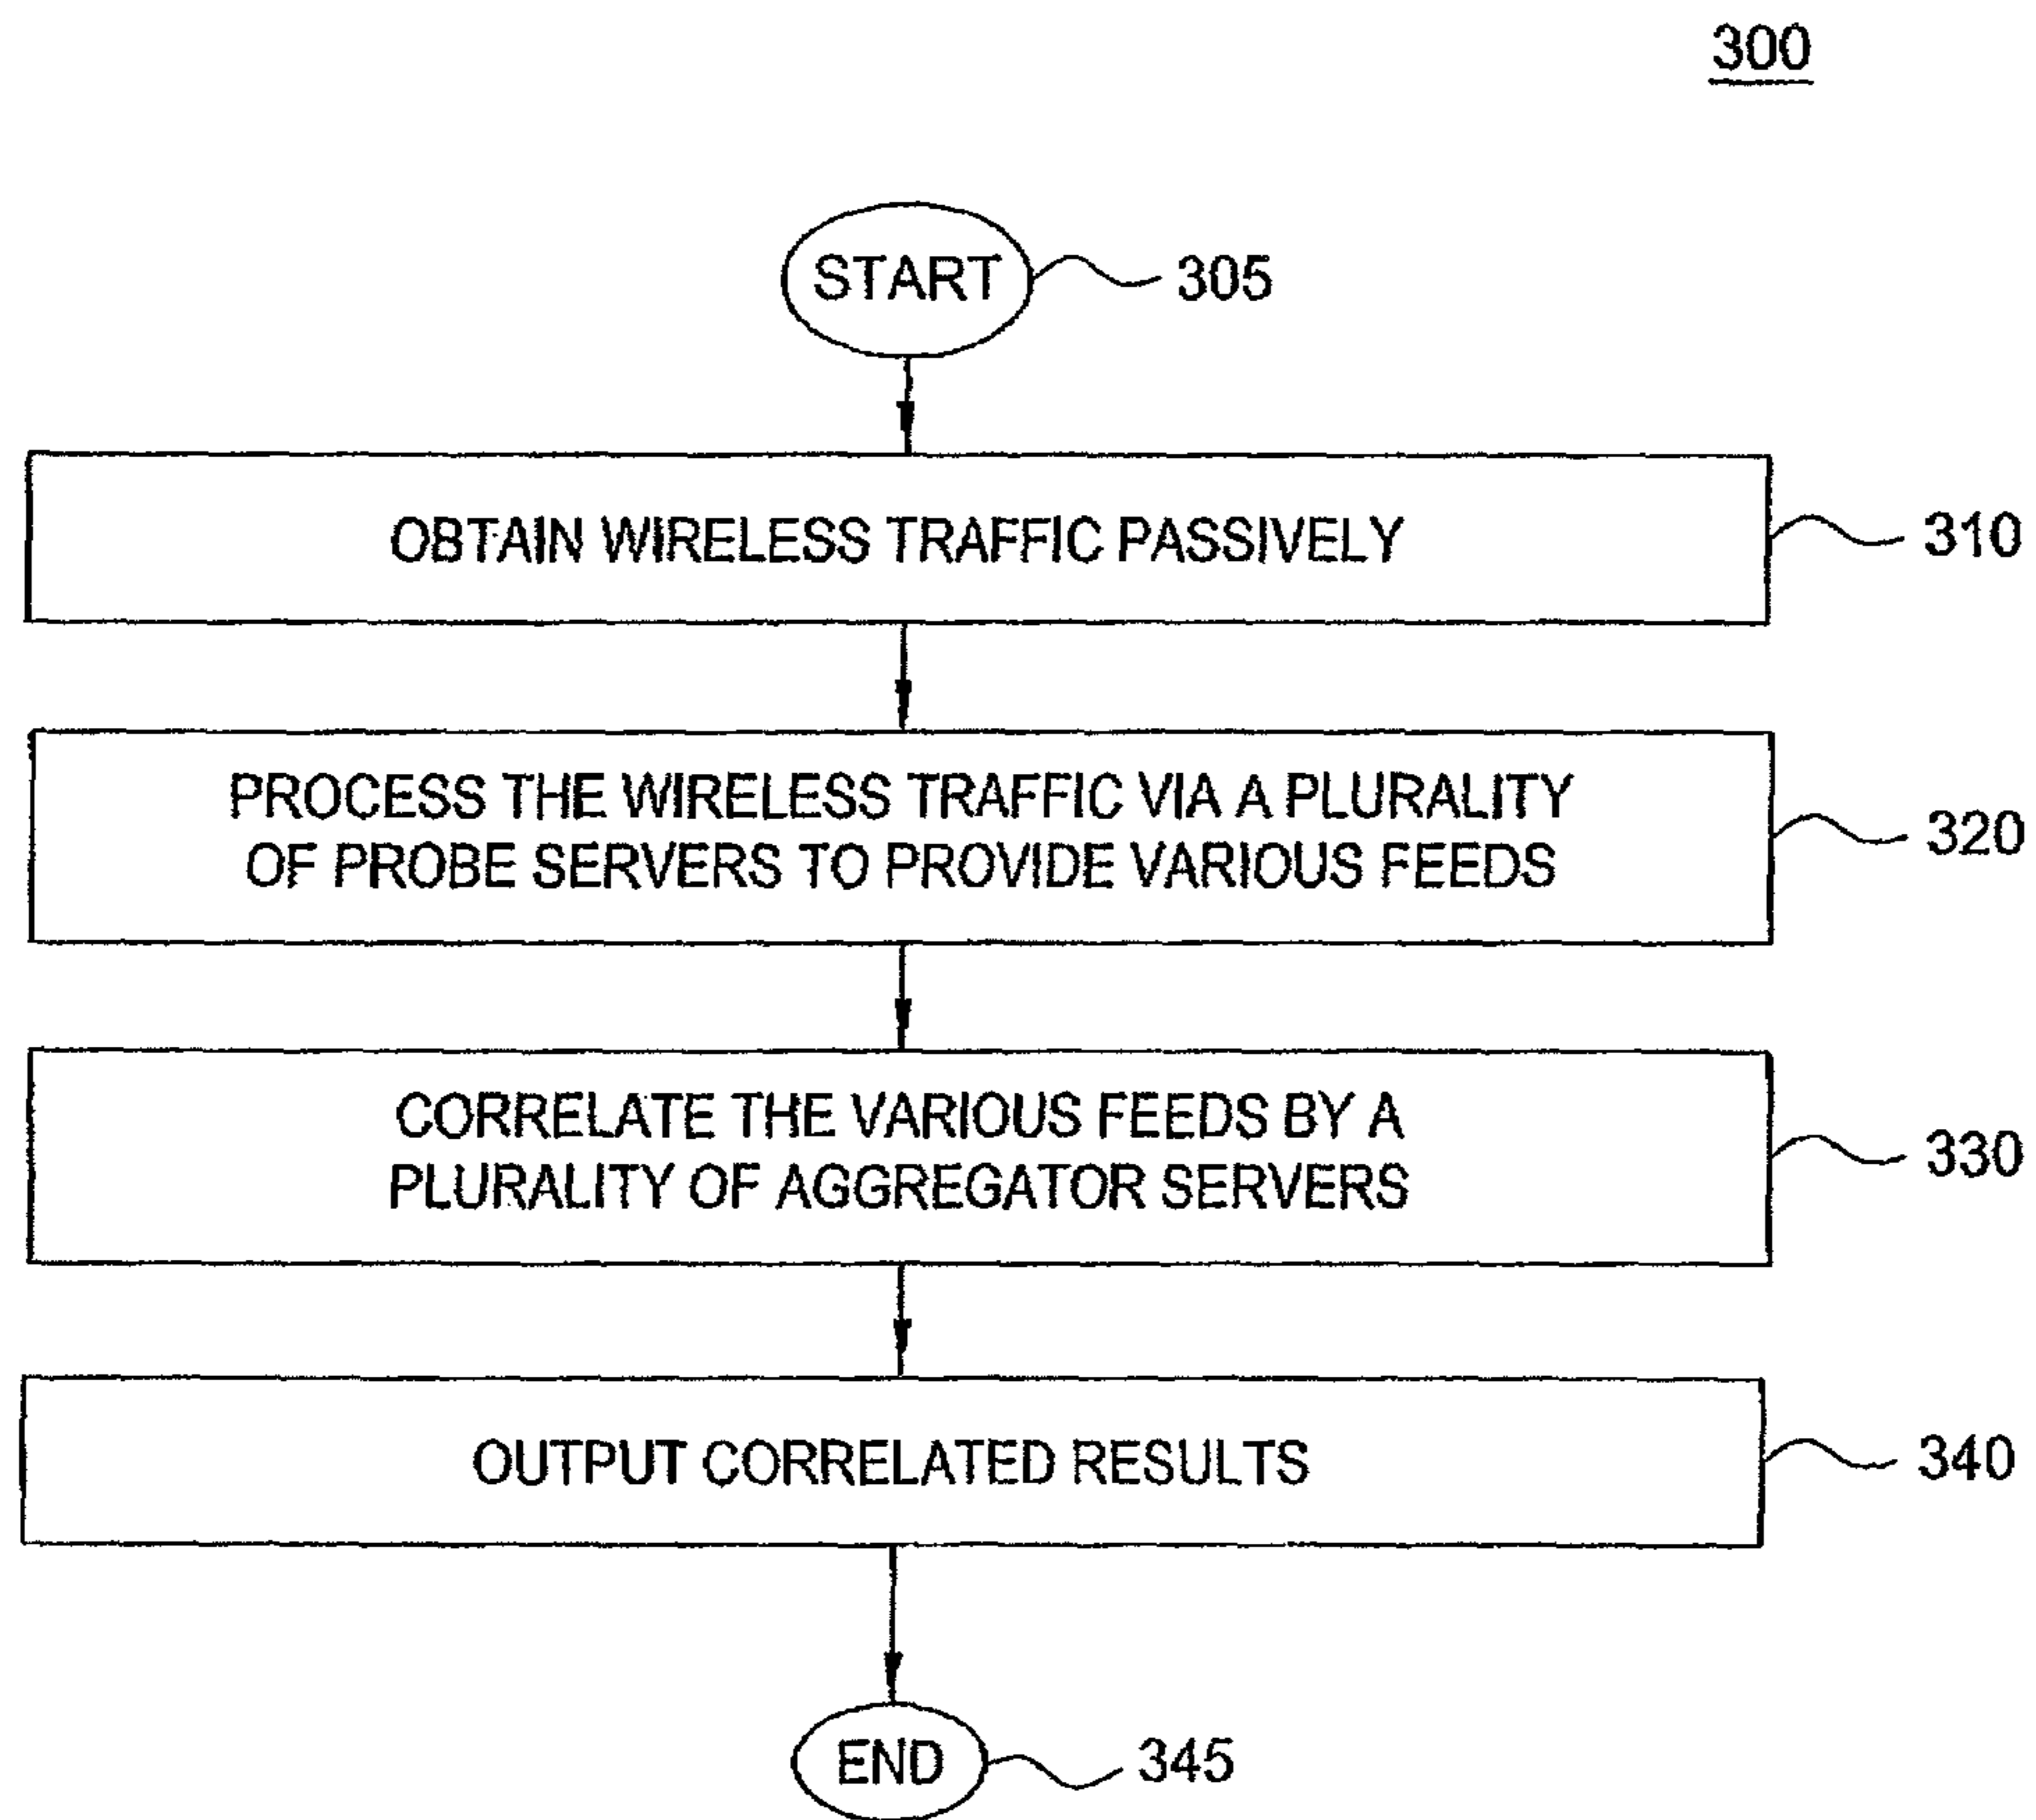 300
START
305
OBTAIN WIRELESS TRAFFIC PASSIVELY
310
PROCESS THE WIRELESS TRAFFIC VIA A PLURALITY
OF PROBE SERVERS TO PROVIDE VARIOUS FEEDS
320
CORRELATE THE VARIOUS FEEDS BY A
PLURALITY OF AGGREGATOR SERVERS
330
OUTPUT CORRELATED RESULTS
340
END
345